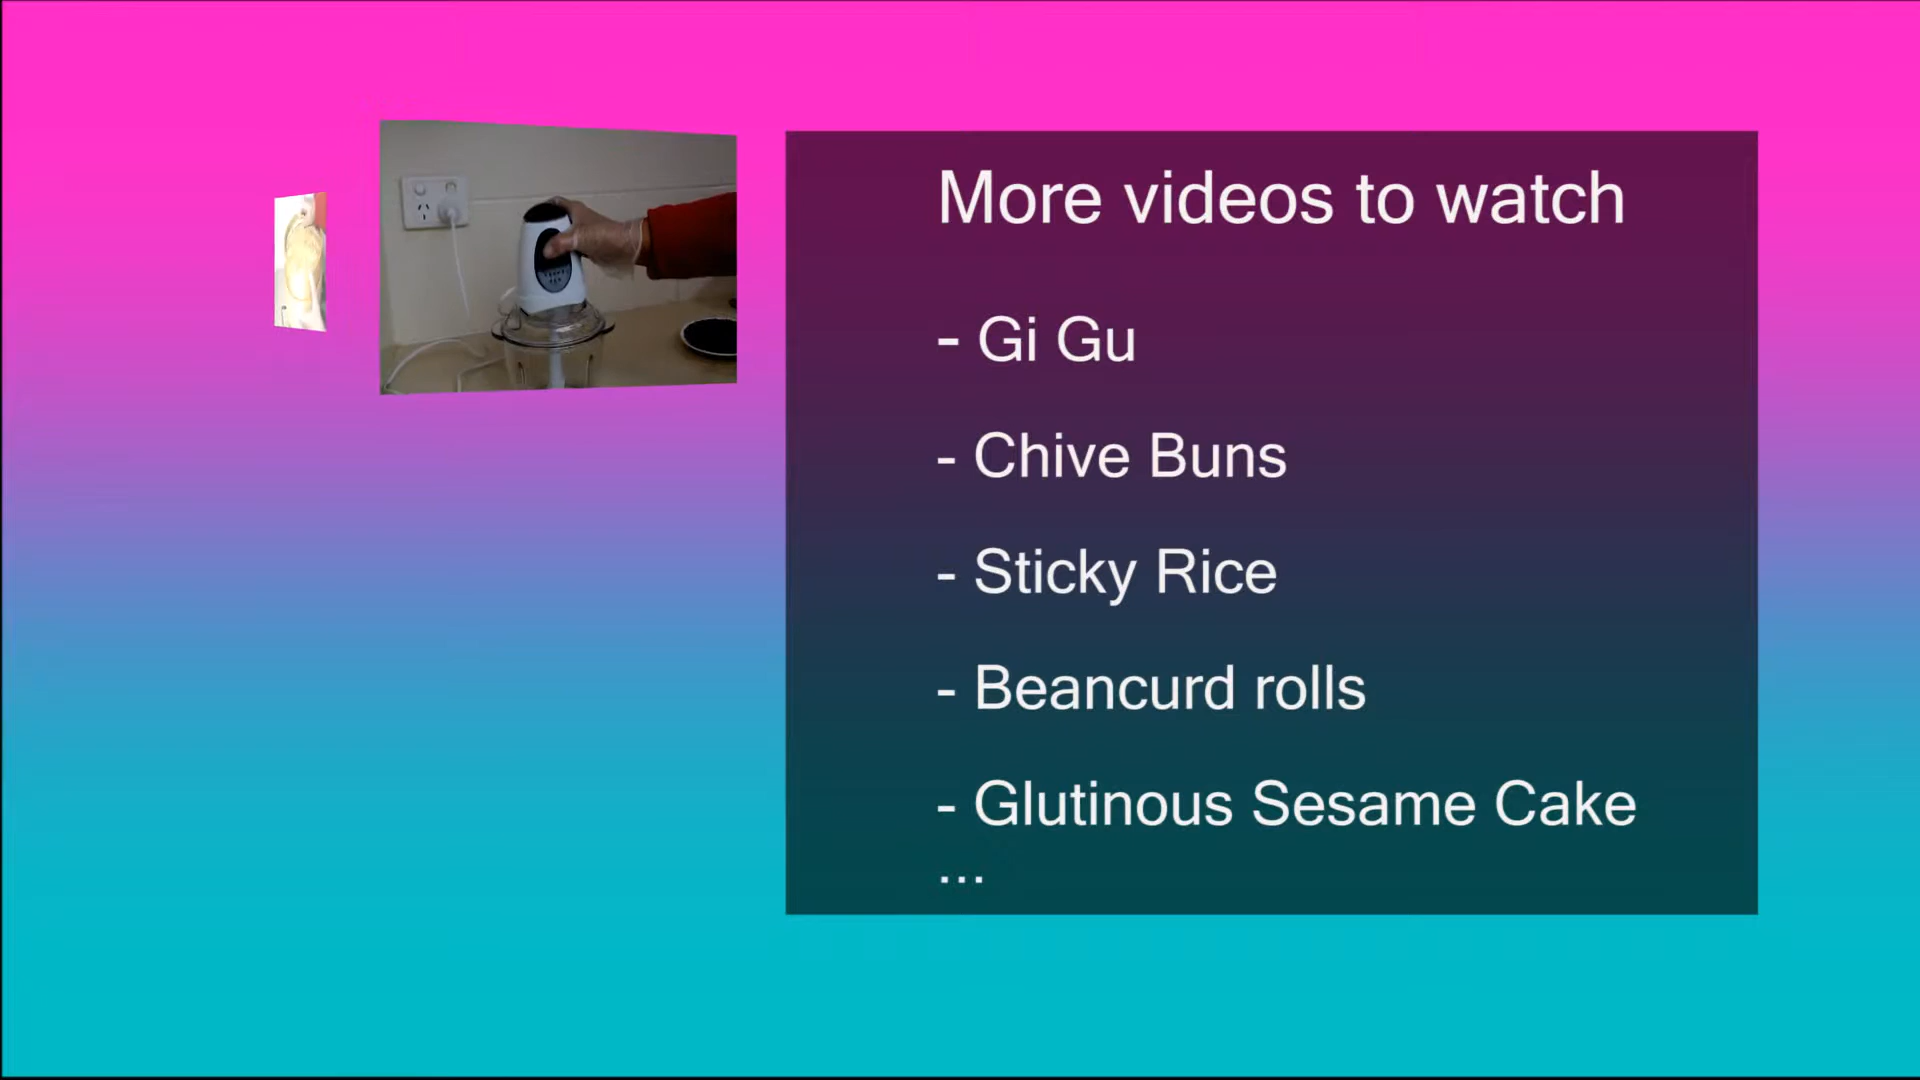 More videos to watch
- Gi Gu
- Chive Buns
- Sticky Rice
- Beancurd rolls
- Glutinous Sesame Cake
...